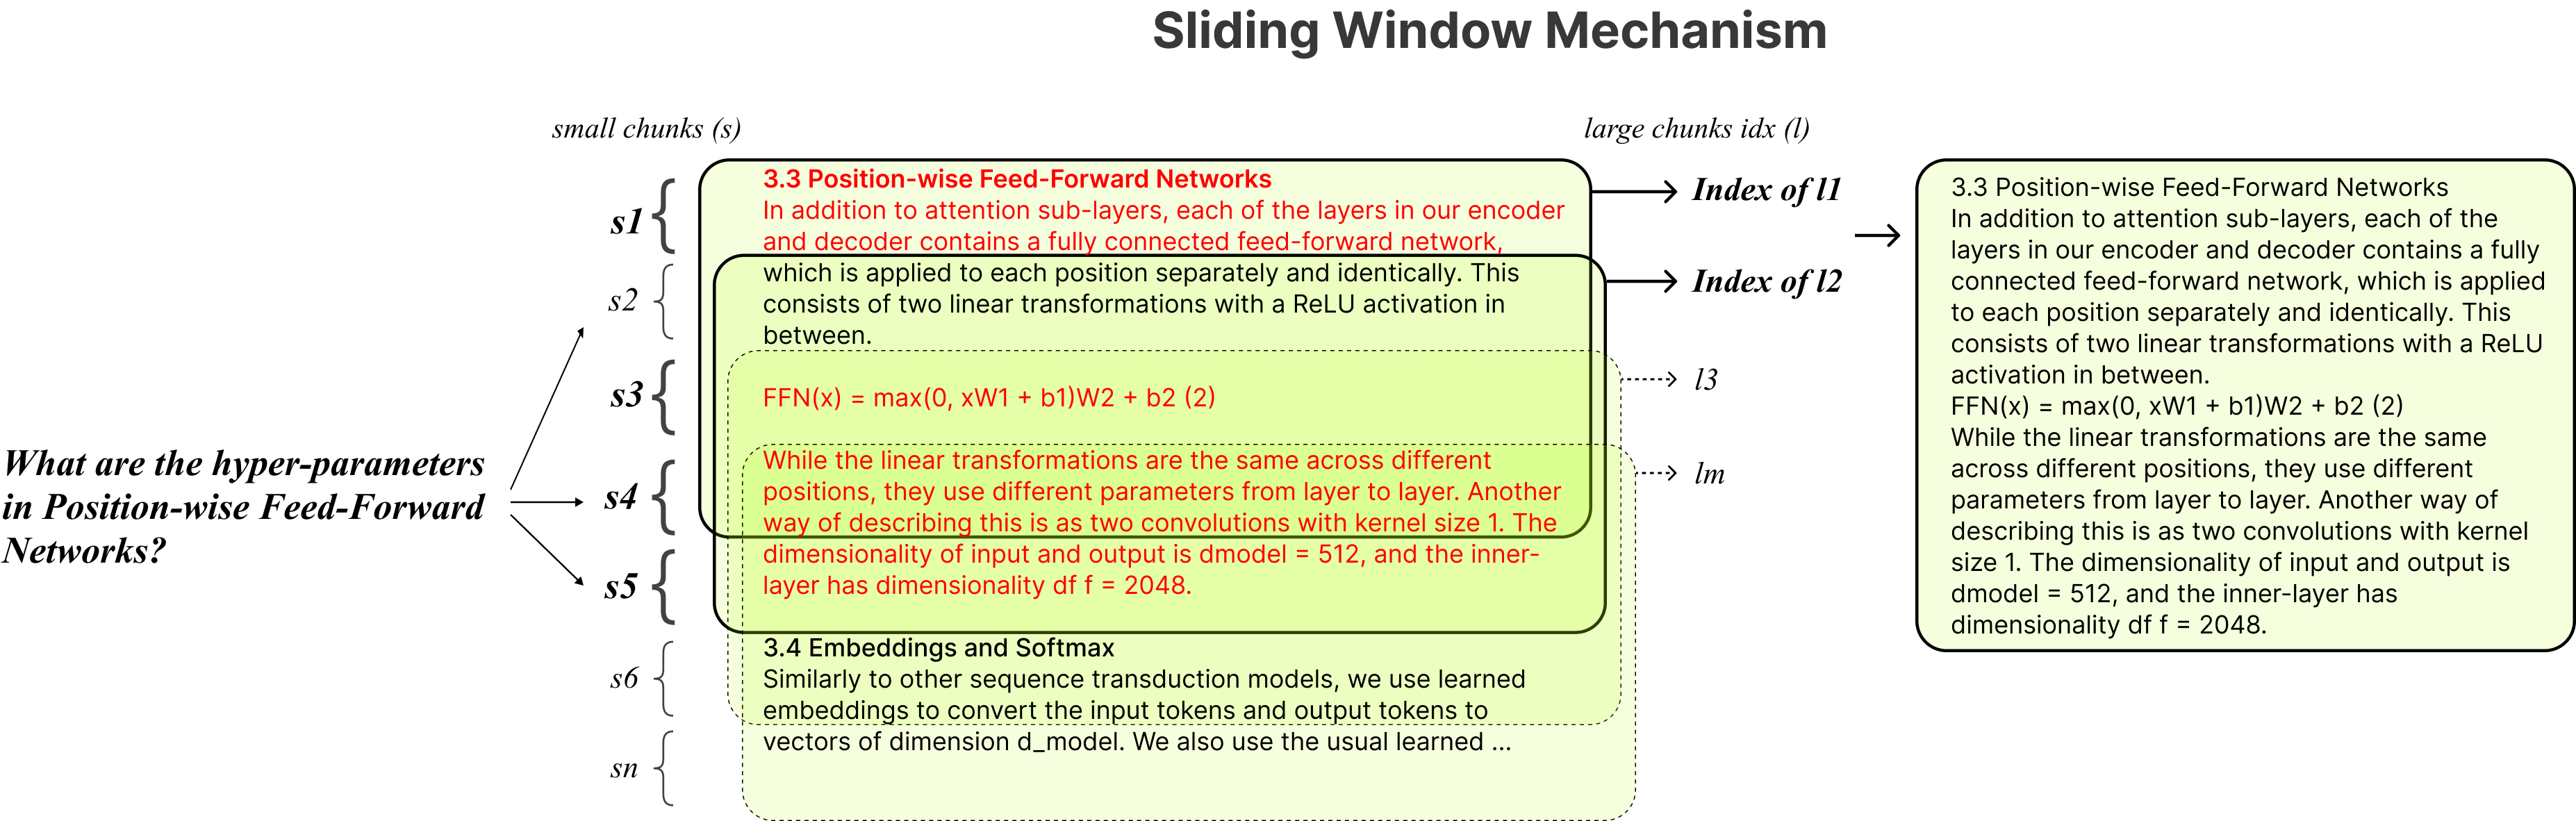 Sliding Window Mechanism
small chunks (s)
large chunks idx (l)
What are the hyper-parameters
in Position-wise Feed-Forward
Networks?
s1
s2
s3
s4
s5
s6
sn
3.3 Position-wise Feed-Forward Networks
In addition to attention sub-layers, each of the layers in our encoder
and decoder contains a fully connected feed-forward network,
which is applied to each position separately and identically. This
consists of two linear transformations with a ReLU activation in
between.
FFN(x) = max(0, xW1 + b1)W2 + b2 (2)
While the linear transformations are the same across different
positions, they use different parameters from layer to layer. Another
way of describing this is as two convolutions with kernel size 1. The
dimensionality of input and output is dmodel = 512, and the inner-
layer has dimensionality df f = 2048.
3.4 Embeddings and Softmax
Similarly to other sequence transduction models, we use learned
embeddings to convert the input tokens and output tokens to
vectors of dimension d_model. We also use the usual learned ...
Index of l1
Index of l2
l3
lm
3.3 Position-wise Feed-Forward Networks
In addition to attention sub-layers, each of the
layers in our encoder and decoder contains a fully
connected feed-forward network, which is applied
to each position separately and identically. This
consists of two linear transformations with a ReLU
activation in between.
FFN(x) = max(0, xW1 + b1)W2 + b2 (2)
While the linear transformations are the same
across different positions, they use different
parameters from layer to layer. Another way of
describing this is as two convolutions with kernel
size 1. The dimensionality of input and output is
dmodel = 512, and the inner-layer has
dimensionality df f = 2048.